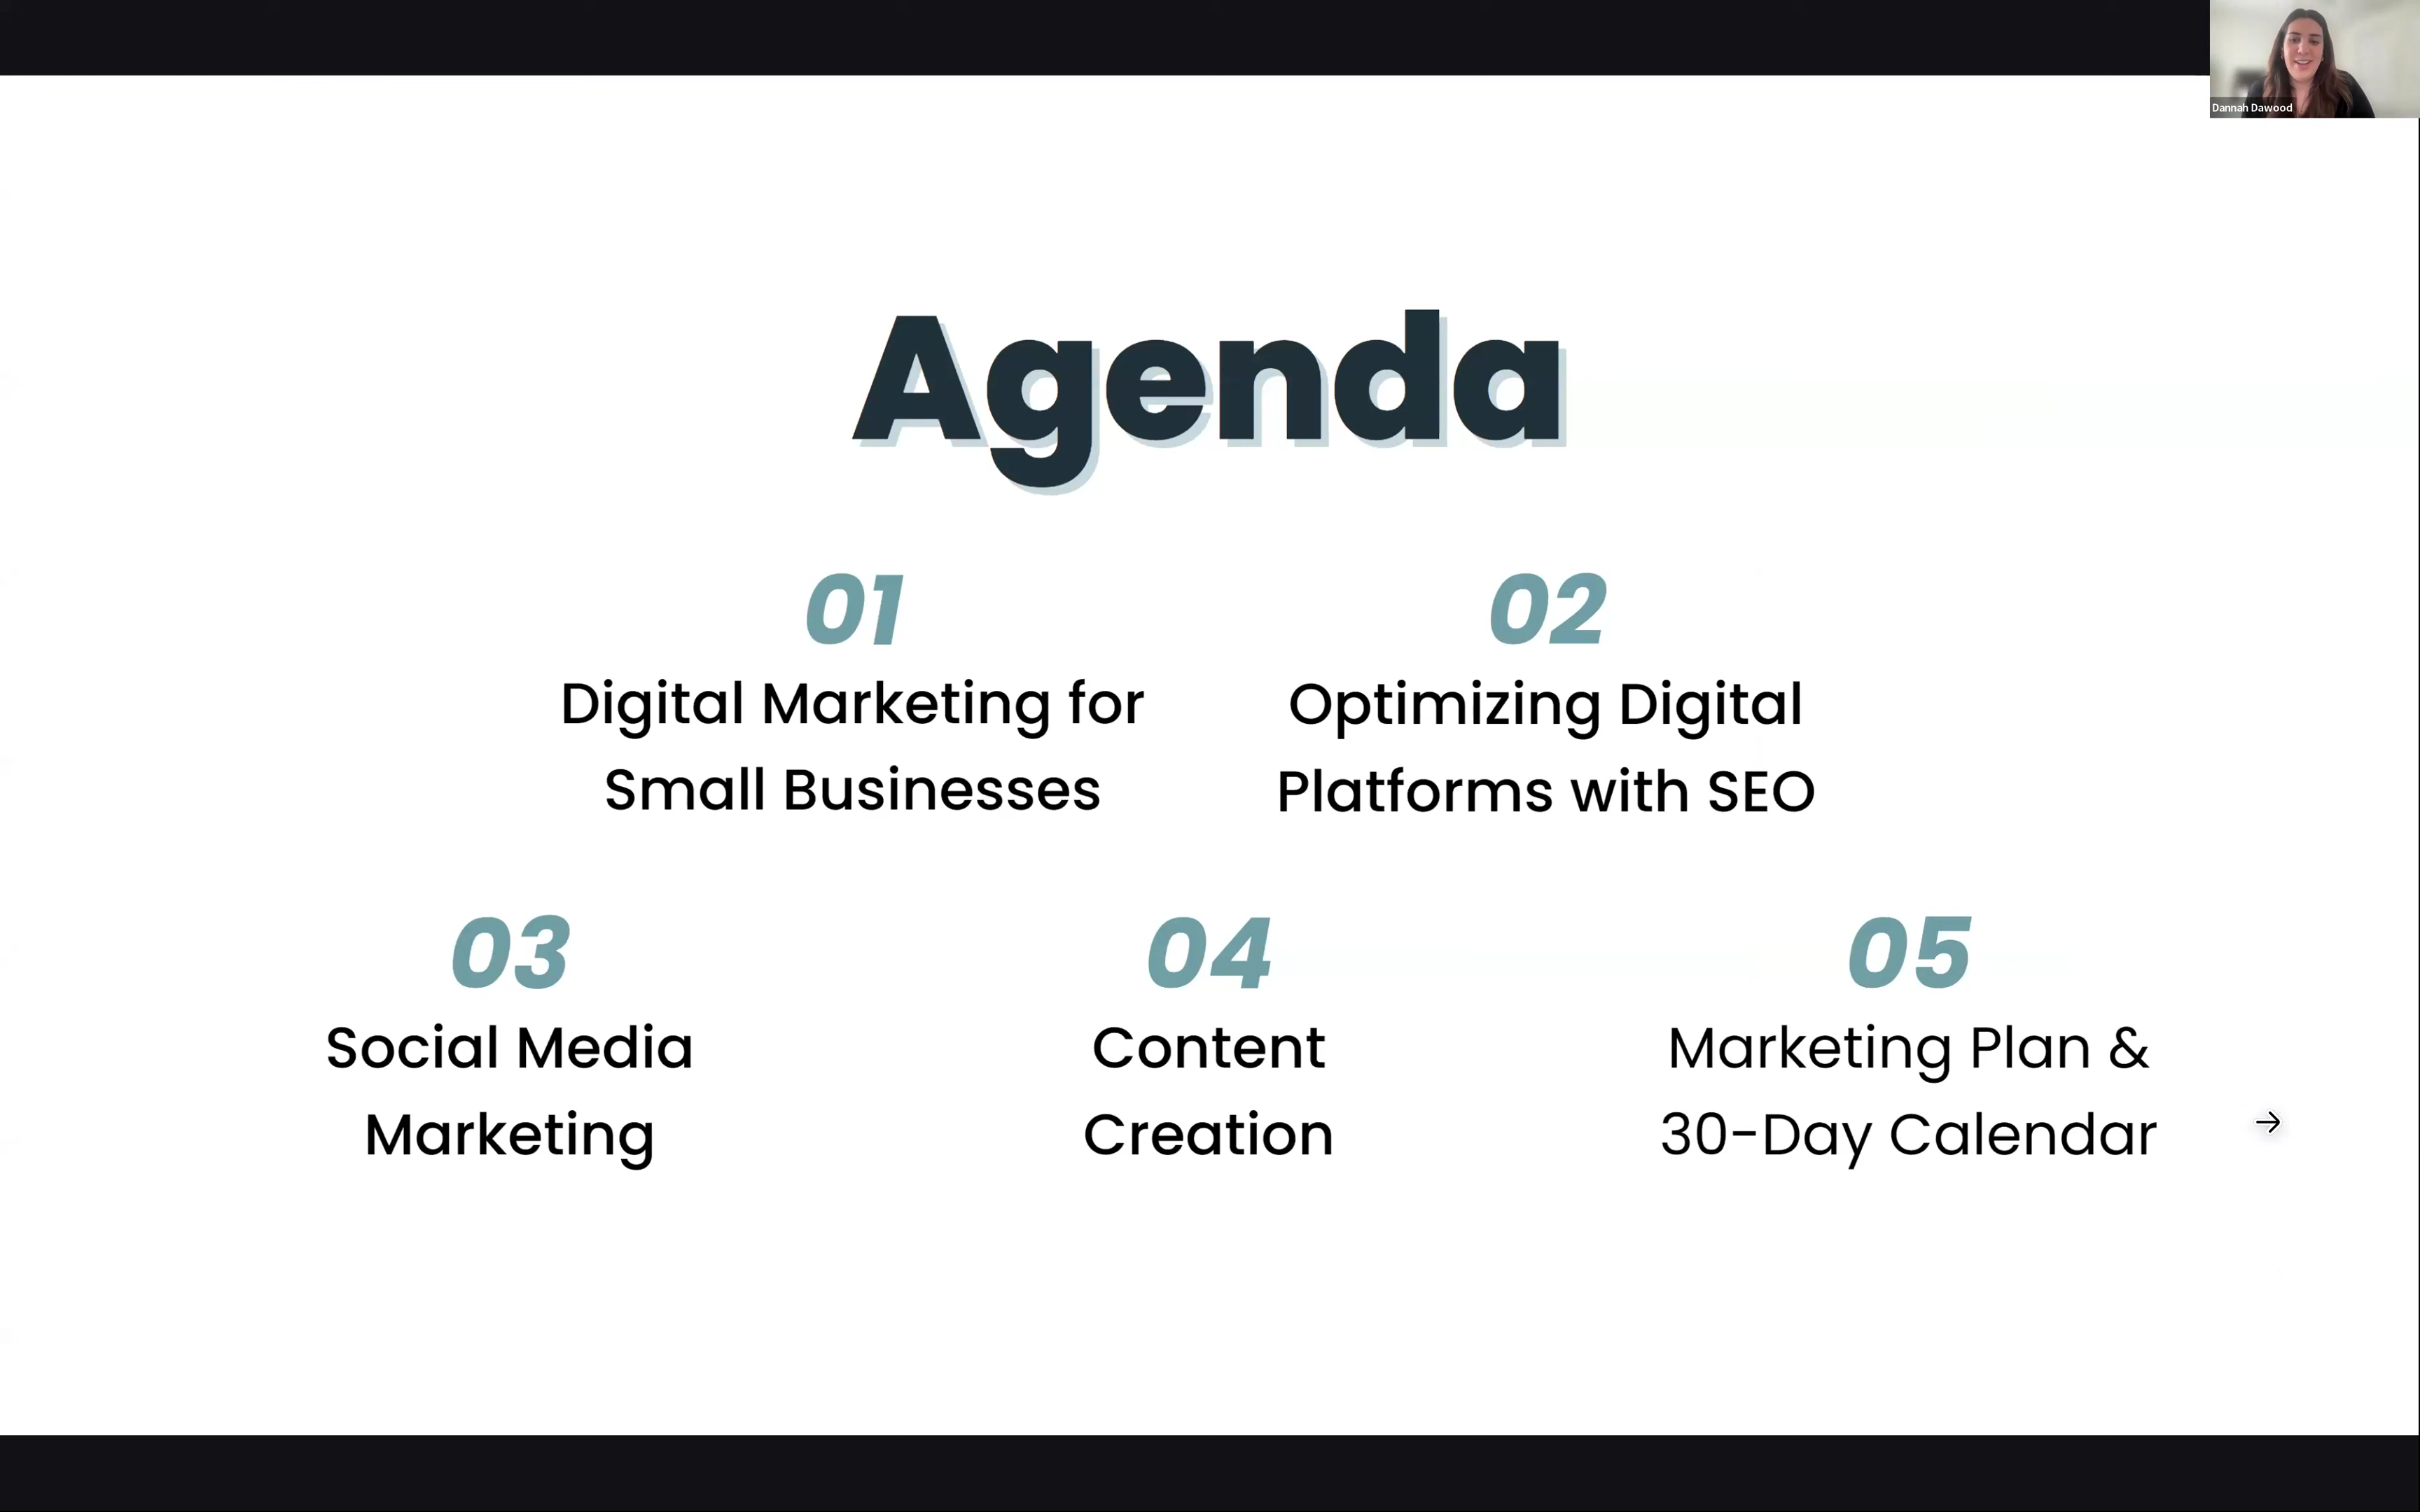 Dannah Dawood
Agenda
01
Digital Marketing for
Small Businesses
02
Optimizing Digital
Platforms with SEO
03
Social Media
Marketing
04
Content
Creation
05
Marketing Plan &
30-Day Calendar